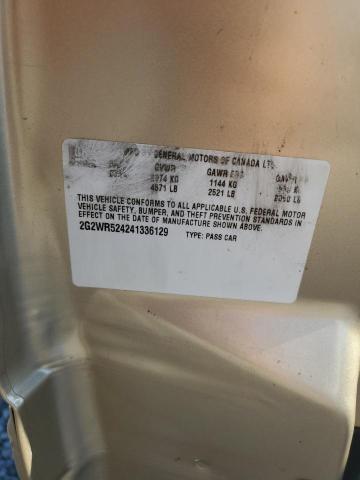 GENERAL MOTORS OF CANADA LTD
GVWR GAWR FRT
1144 KG
4571 LB 2521 LB 2050 LB
THIS VEHICLE CONFORMS TO ALL APPLICABLE U.S. FEDERAL MOTOR
VEHICLE SAFETY, BUMPER, AND THEFT PREVENTION STANDARDS IN
EFFECT ON THE DATE OF MANUFACTURE SHOWN ABOVE.
2G2WR524241336129 TYPE: PASS CAR